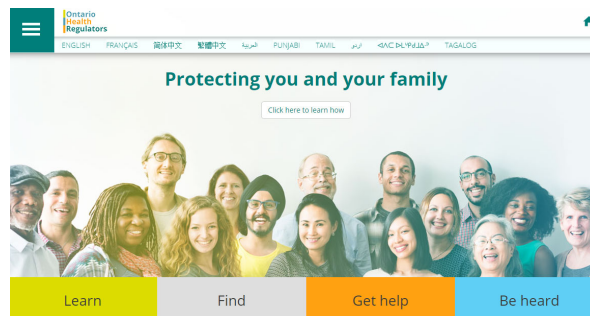 Ontario
Health
Regulators
ENGLISH FRANÇAIS 简体中文 繁體中文 العربية PUNJABI TAMIL اردو TAGALOG
Protecting you and your family
Click here to learn how
Learn Find Get help Be heard